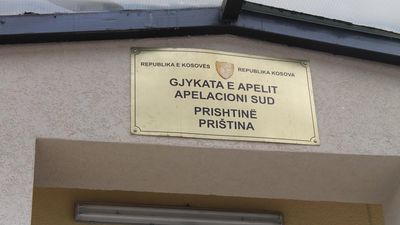 REPUBLIKA E KOSOVËS REPUBLIKA KOSOVA
GJYKATA E APELIT
APELACIONI SUD
PRISHTINË
PRIŠTINA